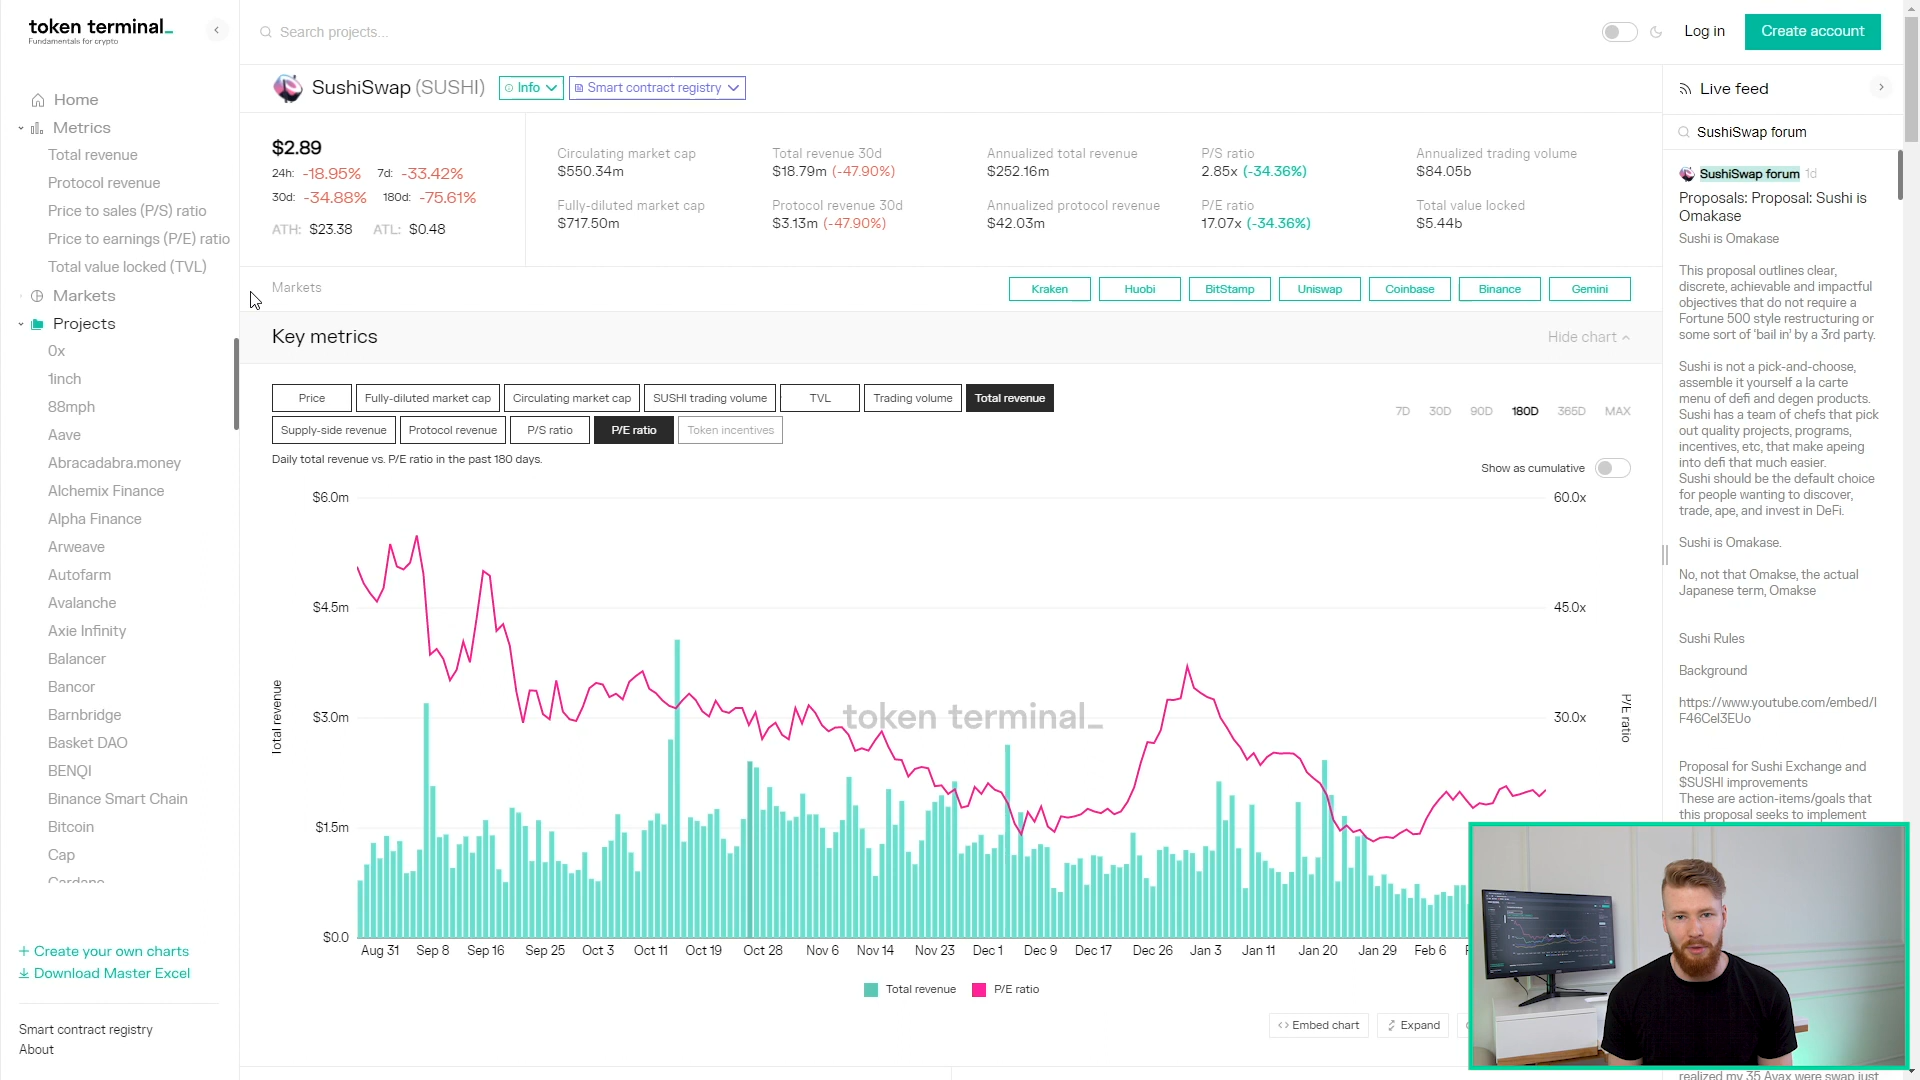 token terminal_
Fundamentals for crypto
Search projects...
Log in
Create account
Home
Metrics
Total revenue
Protocol revenue
Price to sales (P/S) ratio
Price to earnings (P/E) ratio
Total value locked (TVL)
Markets
Projects
0x
1inch
88mph
Aave
Abracadabra.money
Alchemix Finance
Alpha Finance
Arweave
Autofarm
Avalanche
Axie Infinity
Balancer
Bancor
Barnbridge
Basket DAO
BENQI
Binance Smart Chain
Bitcoin
Cap
Cardano
+ Create your own charts
Download Master Excel
Smart contract registry
About
SushiSwap (SUSHI)
Info
Smart contract registry
$2.89
24h: -18.95% 7d: -33.42%
30d: -34.88% 180d: -75.61%
ATH: $23.38 ATL: $0.48
Circulating market cap
$550.34m
Fully-diluted market cap
$717.50m
Total revenue 30d
$18.79m (-47.90%)
Protocol revenue 30d
$3.13m (-47.90%)
Annualized total revenue
$252.16m
Annualized protocol revenue
$42.03m
P/S ratio
2.85x (-34.36%)
P/E ratio
17.07x (-34.36%)
Annualized trading volume
$84.05b
Total value locked
$5.44b
Markets
Kraken Huobi BitStamp Uniswap Coinbase Binance Gemini
Key metrics
Hide chart
Price Fully-diluted market cap Circulating market cap SUSHI trading volume TVL Trading volume Total revenue
Supply-side revenue Protocol revenue P/S ratio P/E ratio Token incentives
7D 30D 90D 180D 365D MAX
Daily total revenue vs. P/E ratio in the past 180 days.
Show as cumulative
$6.0m
$4.5m
$3.0m
$1.5m
$0.0
Total revenue
60.0x
45.0x
30.0x
P/E ratio
token terminal_
Aug 31 Sep 8 Sep 16 Sep 25 Oct 3 Oct 11 Oct 19 Oct 28 Nov 6 Nov 14 Nov 23 Dec 1 Dec 9 Dec 17 Dec 26 Jan 3 Jan 11 Jan 20 Jan 29 Feb 6
Total revenue P/E ratio
Embed chart
Expand
Live feed
SushiSwap forum
SushiSwap forum 1d
Proposals: Proposal: Sushi is
Omakase
Sushi is Omakase
This proposal outlines clear,
discrete, achievable and impactful
objectives that do not require a
Fortune 500 style restructuring or
some sort of 'bail in' by a 3rd party.
Sushi is not a pick-and-choose,
assemble it yourself a la carte
menu of defi and degen products.
Sushi has a team of chefs that pick
out quality projects, programs,
incentives, etc, that make apeing
into defi that much easier.
Sushi should be the default choice
for people wanting to discover,
trade, ape, and invest in DeFi.
Sushi is Omakase.
No, not that Omakse, the actual
Japanese term, Omakse
Sushi Rules
Background
https://www.youtube.com/embed/l
F46Cel3EUo
Proposal for Sushi Exchange and
$SUSHI improvements
These are action-items/goals that
this proposal seeks to implement
realized my 35 Avax were swap just